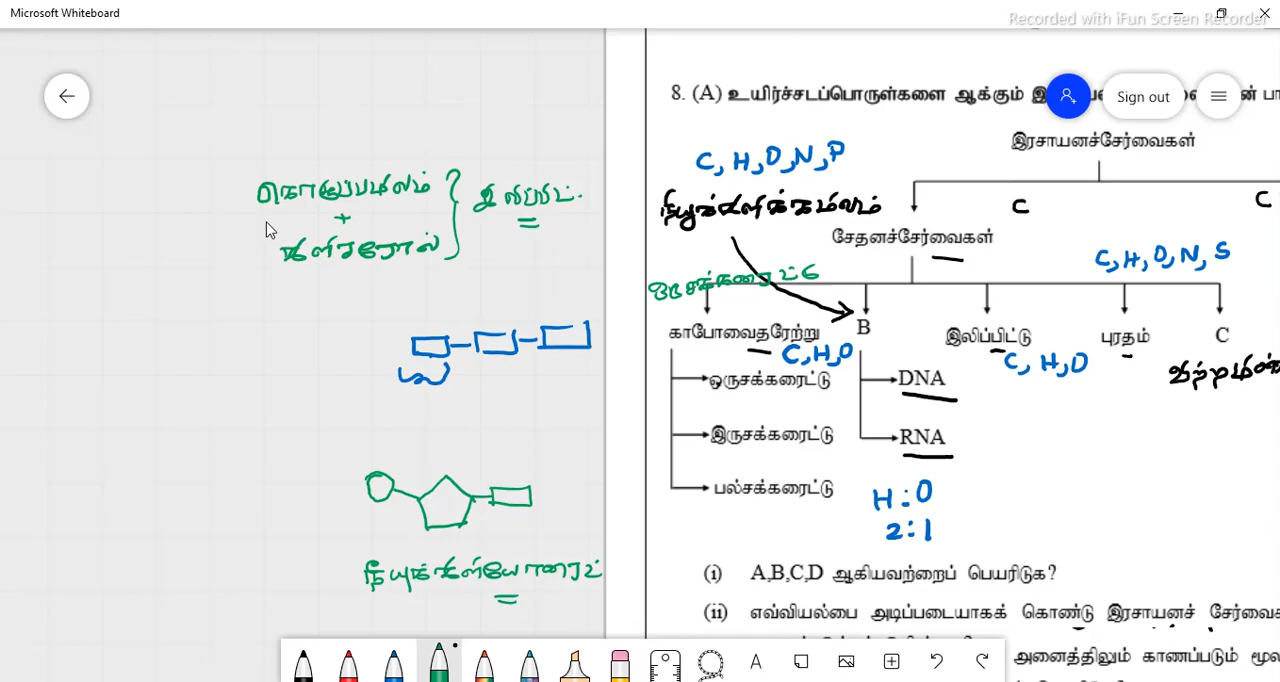 Microsoft Whiteboard
Recorded with iFun Screen Recorder
Sign out
கொழுப்பமிலம்
+
கிளிசரோல்
இலிப்பிட்
நியூக்கிளியோரைட்
8. (A) உயிர்ச்சடப்பொருள்களை ஆக்கும்
இரசாயனச்சேர்வைகள்
C, H, O, N, P
நியூக்கிளிக்கமிலம்
C
C
சேதனச்சேர்வைகள்
C, H, O, N, S
ஒருசக்கரைட்டு
காபோவைதரேற்று
B
இலிப்பிட்டு
புரதம்
C
C, H, O
C, H, O
விற்றமின்
ஒருசக்கரைட்டு
DNA
இருசக்கரைட்டு
RNA
பல்சக்கரைட்டு
H : O
2 : 1
(i) A,B,C,D ஆகியவற்றைப் பெயரிடுக?
(ii) எவ்வியல்பை அடிப்படையாகக் கொண்டு இரசாயனச்
அனைத்திலும் காணப்படும்
A